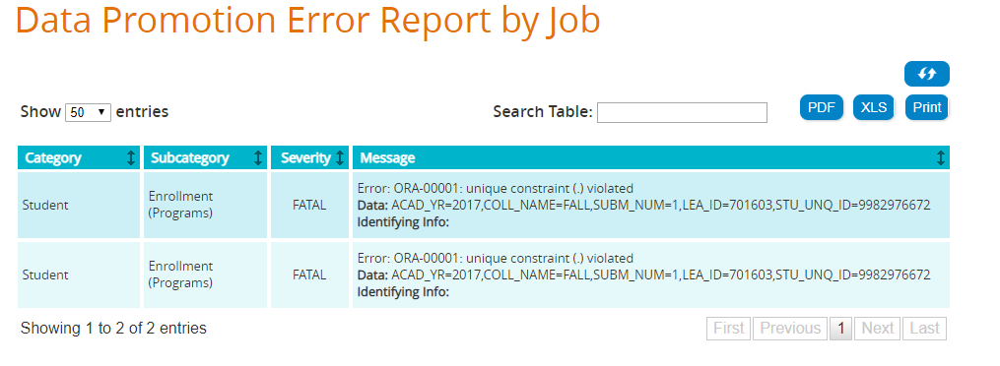 Data Promotion Error Report by Job
Show 50 entries
Search Table:
PDF XLS Print
Category Subcategory Severity Message
Student
Enrollment
(Programs)
FATAL
Error: ORA-00001: unique constraint (.) violated
Data: ACAD_YR=2017,COLL_NAME=FALL,SUBM_NUM=1,LEA_ID=701603,STU_UNQ_ID=9982976672
Identifying Info:
Student
Enrollment
(Programs)
FATAL
Error: ORA-00001: unique constraint (.) violated
Data: ACAD_YR=2017,COLL_NAME=FALL,SUBM_NUM=1,LEA_ID=701603,STU_UNQ_ID=9982976672
Identifying Info:
Showing 1 to 2 of 2 entries
First Previous 1 Next Last